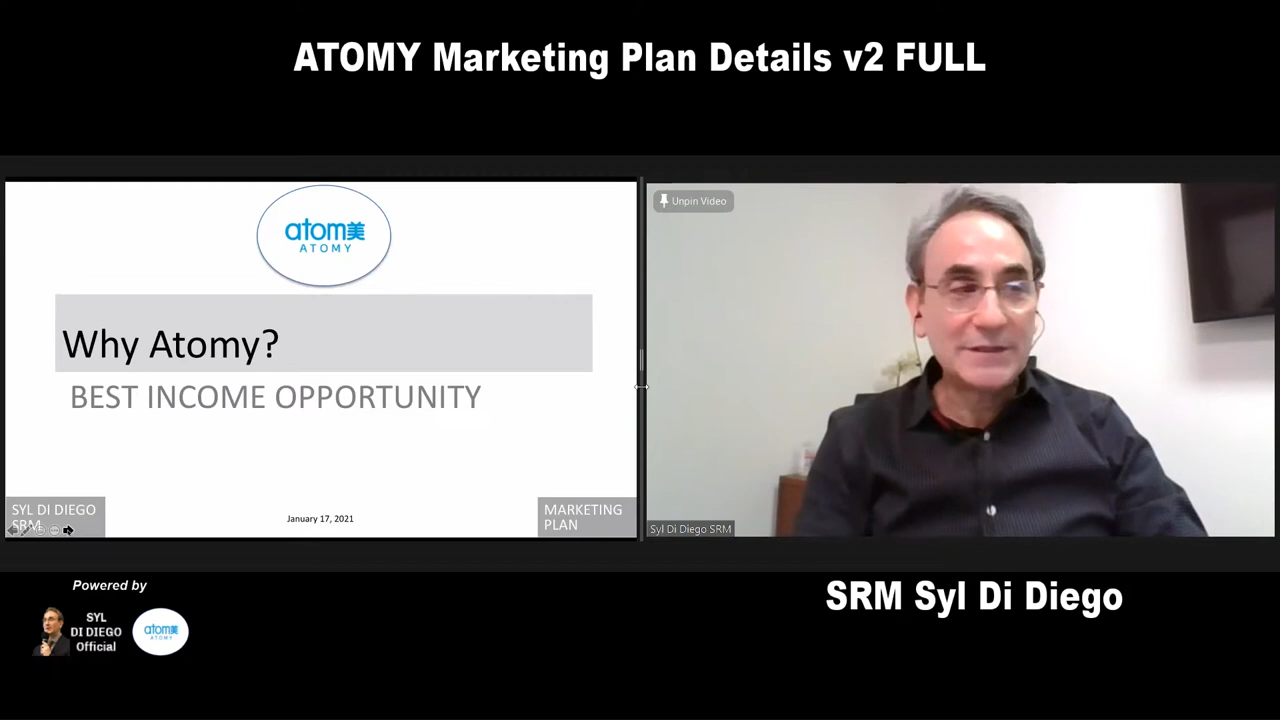 ATOMY Marketing Plan Details v2 FULL
atom美
ATOMY
Why Atomy?
BEST INCOME OPPORTUNITY
SYL DI DIEGO
SRM
January 17, 2021
MARKETING
PLAN
Unpin Video
Syl Di Diego SRM
Powered by
SYL
DI DIEGO
Official
atom美
ATOMY
SRM Syl Di Diego